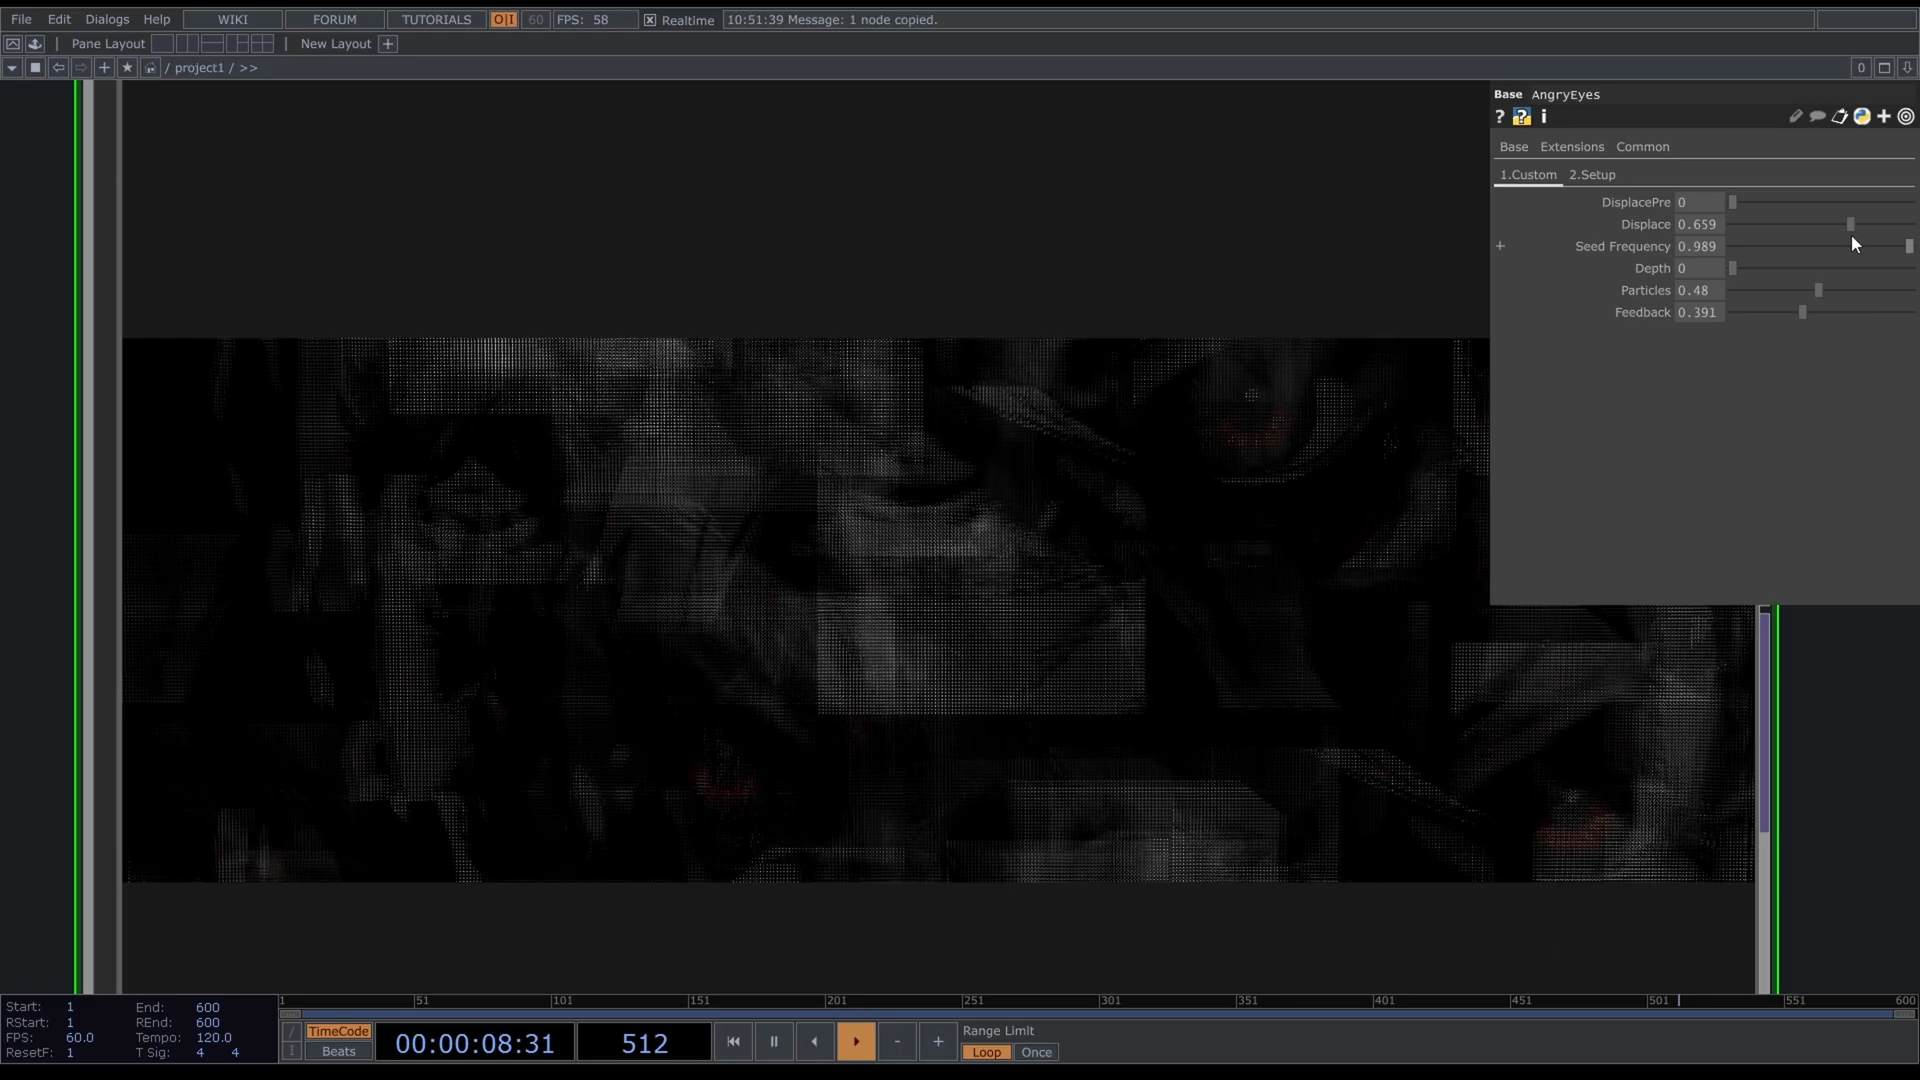 File Edit Dialogs Help WIKI FORUM TUTORIALS O|I 60 FPS: 58 Realtime 10:51:39 Message: 1 node copied.
Pane Layout New Layout +
/ project1 / >> 0
Base AngryEyes
? ? i
Base Extensions Common
1.Custom 2.Setup
DisplacePre 0
Displace 0.659
+ Seed Frequency 0.989
Depth 0
Particles 0.48
Feedback 0.391
1 51 101 151 201 251 301 351 401 451 501 551 600
Start: 1 End: 600
RStart: 1 REnd: 600
FPS: 60.0 Tempo: 120.0
ResetF: 1 T Sig: 4 4
TimeCode
Beats
00:00:08:31 512 - +
Range Limit
Loop Once